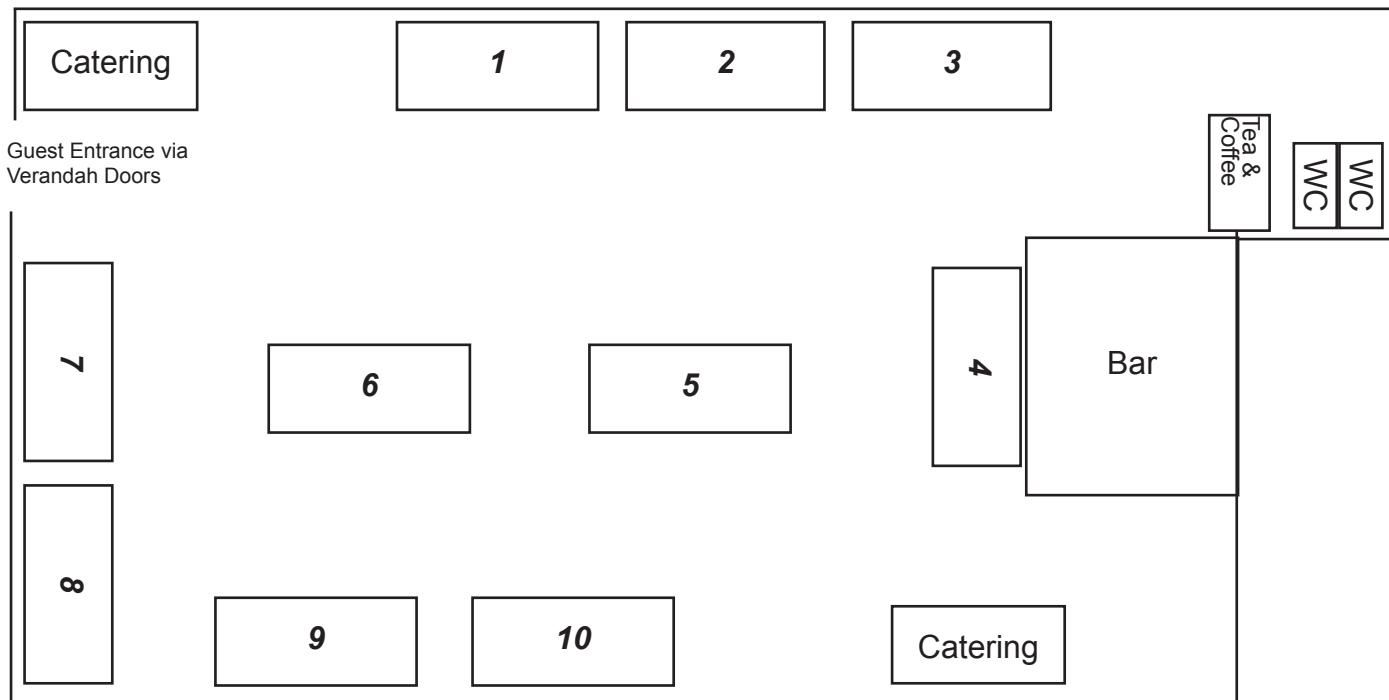 Catering
1
2
3
Guest Entrance via
Verandah Doors
Tea &
Coffee
WC
WC
7
6
5
4
Bar
8
9
10
Catering